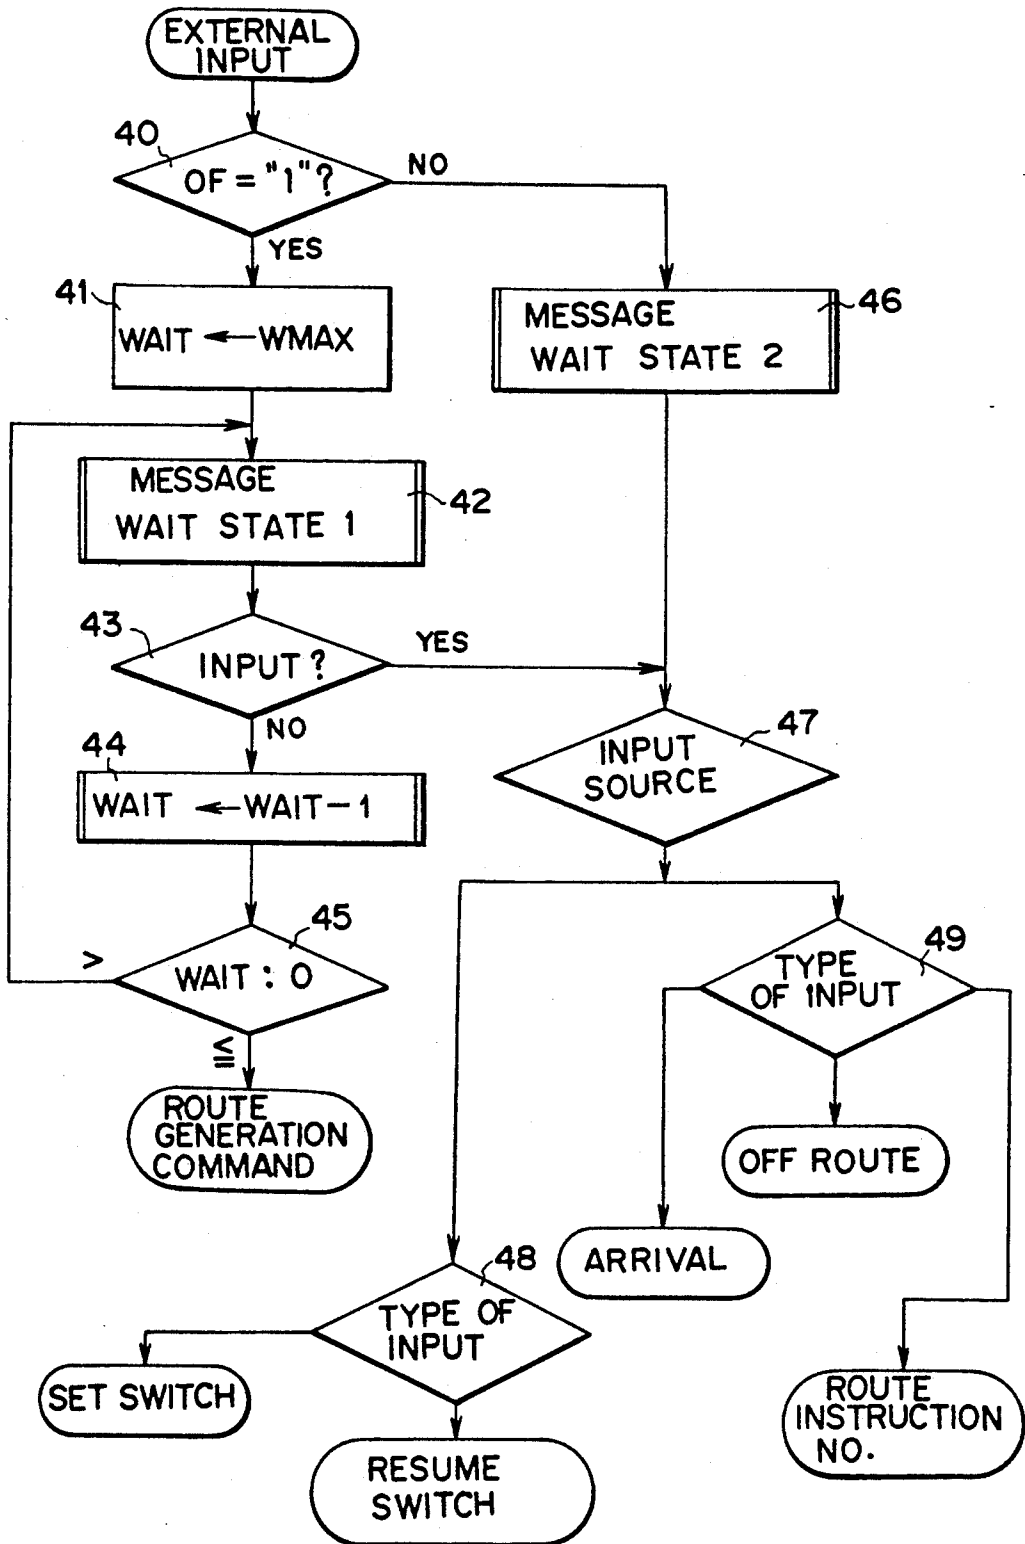 EXTERNAL
INPUT
40
OF = "1"?
NO
YES
41
WAIT ← WMAX
MESSAGE
WAIT STATE 2
46
MESSAGE
WAIT STATE 1
42
43
INPUT?
YES
NO
47
INPUT
SOURCE
44
WAIT ← WAIT-1
45
WAIT : 0
>
≦
ROUTE
GENERATION
COMMAND
49
TYPE
OF INPUT
OFF ROUTE
ARRIVAL
48
TYPE OF
INPUT
SET SWITCH
RESUME
SWITCH
ROUTE
INSTRUCTION
NO.